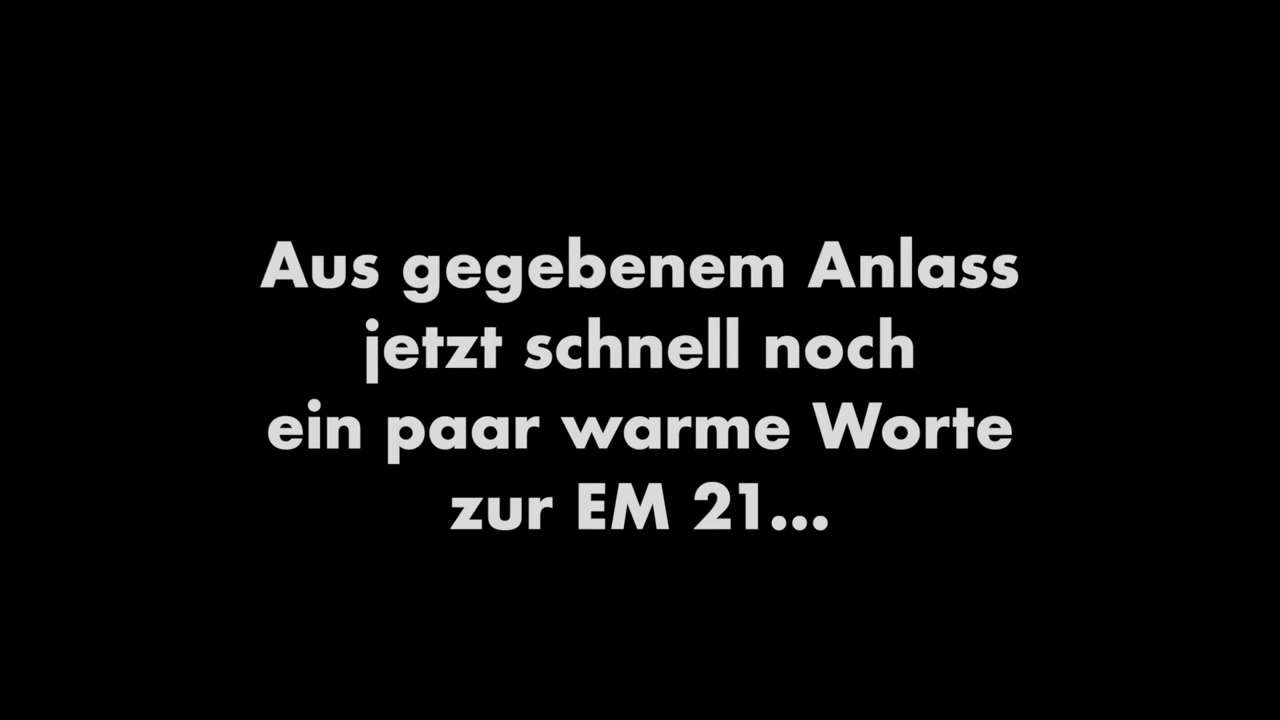 Aus gegebenem Anlass
jetzt schnell noch
ein paar warme Worte
zur EM 21...